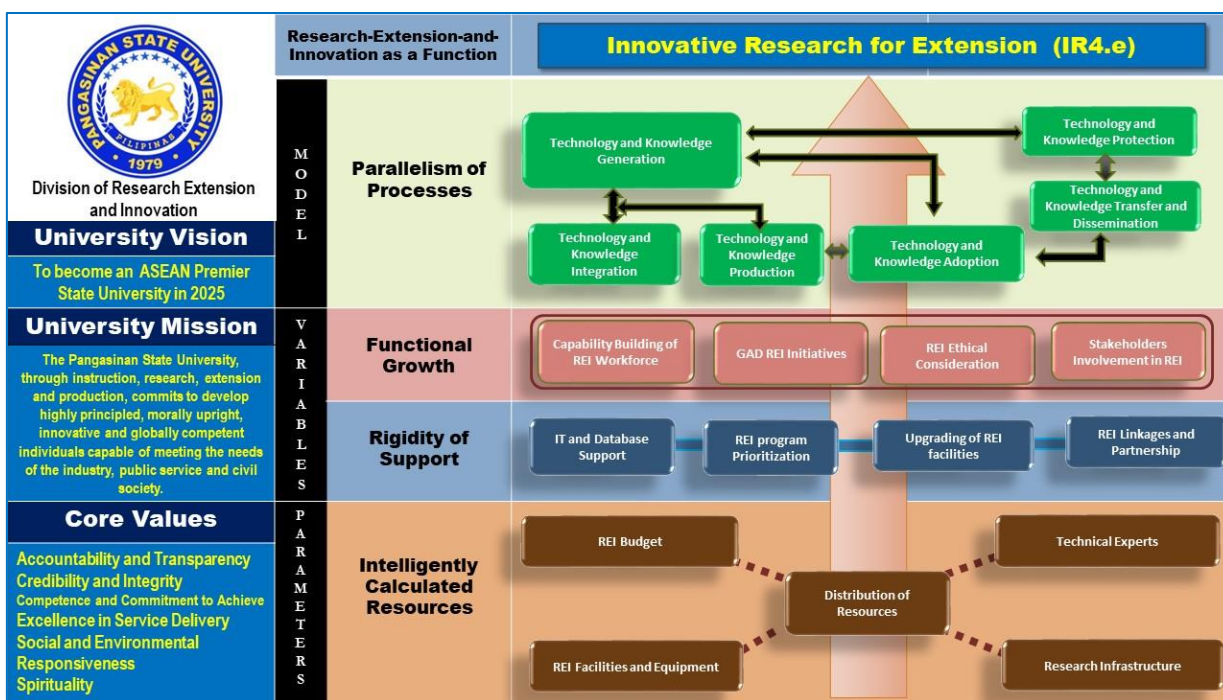 PANGASINAN STATE UNIVERSITY
PILIPINAS
1979
Division of Research Extension
and Innovation
University Vision
To become an ASEAN Premier
State University in 2025
University Mission
The Pangasinan State University,
through instruction, research, extension
and production, commits to develop
highly principled, morally upright,
innovative and globally competent
individuals capable of meeting the needs
of the industry, public service and civil
society.
Core Values
Accountability and Transparency
Credibility and Integrity
Competence and Commitment to Achieve
Excellence in Service Delivery
Social and Environmental
Responsiveness
Spirituality
Research-Extension-and-
Innovation as a Function
Innovative Research for Extension (IR4.e)
MODEL
Parallelism of
Processes
Technology and Knowledge
Generation
Technology and
Knowledge Protection
Technology and
Knowledge Transfer and
Dissemination
Technology and
Knowledge
Integration
Technology and
Knowledge
Production
Technology and
Knowledge Adoption
VARIABLES
Functional
Growth
Capability Building of
REI Workforce
GAD REI Initiatives
REI Ethical
Consideration
Stakeholders
Involvement in REI
Rigidity of
Support
IT and Database
Support
REI program
Prioritization
Upgrading of REI
facilities
REI Linkages and
Partnership
PARAMETERS
Intelligently
Calculated
Resources
REI Budget
Technical Experts
Distribution of
Resources
REI Facilities and Equipment
Research Infrastructure